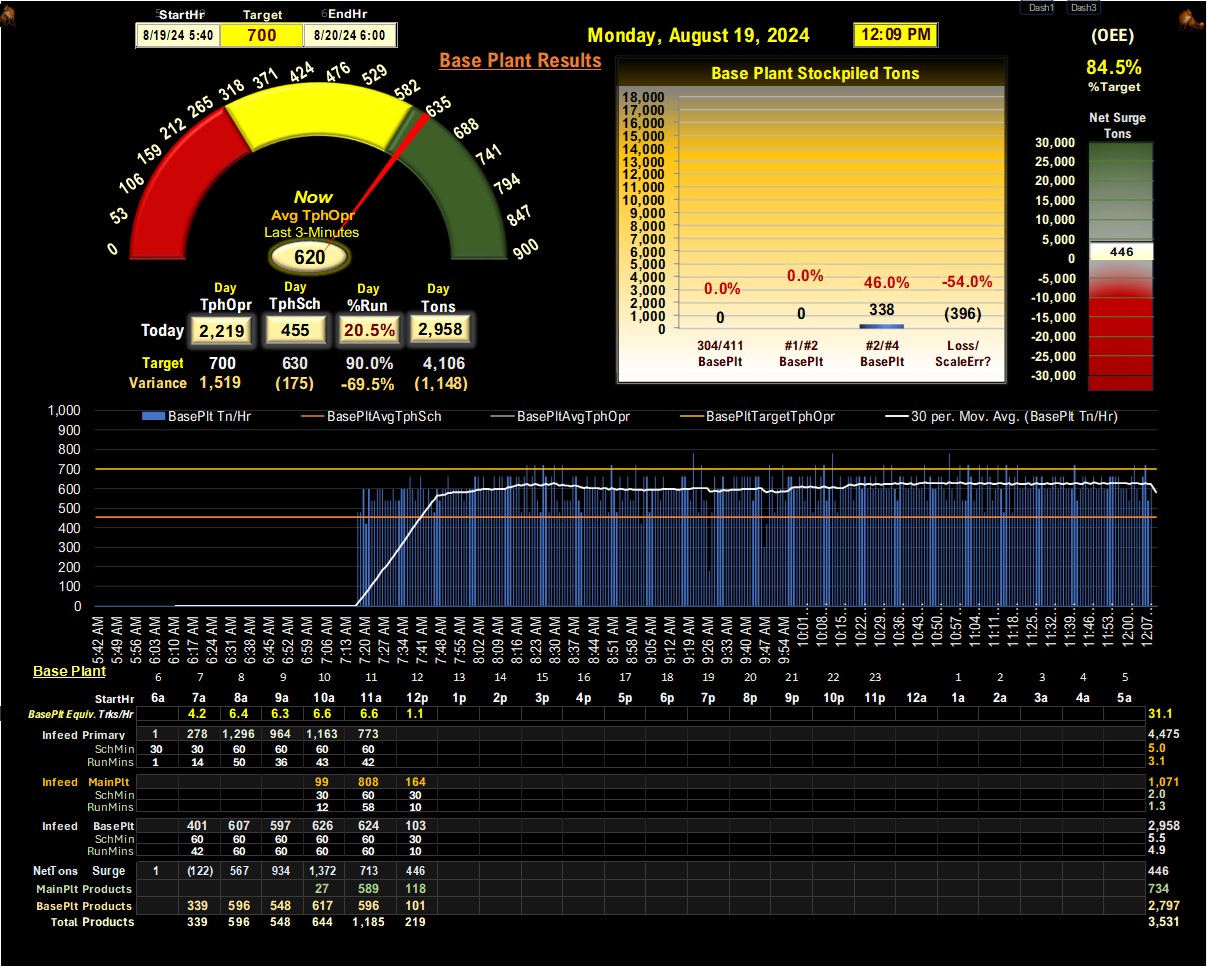 Dash1 Dash3
StartHr Target EndHr
8/19/24 5:40 700 8/20/24 6:00
Monday, August 19, 2024 12:09 PM
(OEE)
84.5%
%Target
Base Plant Results
0 53 106 159 212 265 318 371 424 476 529 582 635 688 741 794 847 900
Now
Avg TphOpr
Last 3-Minutes
620
Day Day Day Day
TphOpr TphSch %Run Tons
Today 2,219 455 20.5% 2,958
Target 700 630 90.0% 4,106
Variance 1,519 (175) -69.5% (1,148)
Base Plant Stockpiled Tons
18,000
17,000
16,000
15,000
14,000
13,000
12,000
11,000
10,000
9,000
8,000
7,000
6,000
5,000
4,000
3,000
2,000
1,000
0
0.0% 0.0% 46.0% -54.0%
0 0 338 (396)
304/411 #1/#2 #2/#4 Loss/
BasePlt BasePlt BasePlt ScaleErr?
Net Surge
Tons
30,000
25,000
20,000
15,000
10,000
5,000
446
0
-5,000
-10,000
-15,000
-20,000
-25,000
-30,000
BasePlt Tn/Hr BasePltAvgTphSch BasePltAvgTphOpr BasePltTargetTphOpr 30 per. Mov. Avg. (BasePlt Tn/Hr)
1,000
900
800
700
600
500
400
300
200
100
0
5:42 AM 5:49 AM 5:56 AM 6:03 AM 6:10 AM 6:17 AM 6:24 AM 6:31 AM 6:38 AM 6:45 AM 6:52 AM 6:59 AM 7:06 AM 7:13 AM 7:20 AM 7:27 AM 7:34 AM 7:41 AM 7:48 AM 7:55 AM 8:02 AM 8:09 AM 8:16 AM 8:23 AM 8:30 AM 8:37 AM 8:44 AM 8:51 AM 8:58 AM 9:05 AM 9:12 AM 9:19 AM 9:26 AM 9:33 AM 9:40 AM 9:47 AM 9:54 AM 10:01… 10:08… 10:15… 10:22… 10:29… 10:36… 10:43… 10:50… 10:57… 11:04… 11:11… 11:18… 11:25… 11:32… 11:39… 11:46… 11:53… 12:00… 12:07…
Base Plant
6 7 8 9 10 11 12 13 14 15 16 17 18 19 20 21 22 23 1 2 3 4 5
StartHr 6a 7a 8a 9a 10a 11a 12p 1p 2p 3p 4p 5p 6p 7p 8p 9p 10p 11p 12a 1a 2a 3a 4a 5a
BasePlt Equiv. Trks/Hr 4.2 6.4 6.3 6.6 6.6 1.1 31.1
Infeed Primary 1 278 1,296 964 1,163 773 4,475
SchMin 30 30 60 60 60 60 5.0
RunMins 1 14 50 36 43 42 3.1
Infeed MainPlt 99 808 164 1,071
SchMin 30 60 30 2.0
RunMins 12 58 10 1.3
Infeed BasePlt 401 607 597 626 624 103 2,958
SchMin 60 60 60 60 60 30 5.5
RunMins 42 60 60 60 60 10 4.9
NetTons Surge 1 (122) 567 934 1,372 713 446 446
MainPlt Products 27 589 118 734
BasePlt Products 339 596 548 617 596 101 2,797
Total Products 339 596 548 644 1,185 219 3,531